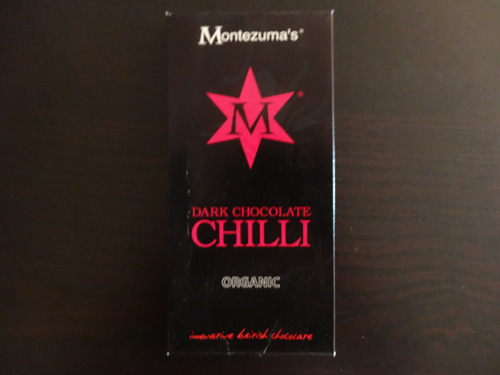 Montezuma's®
M®
DARK CHOCOLATE
CHILLI
ORGANIC
innovative british chocolate